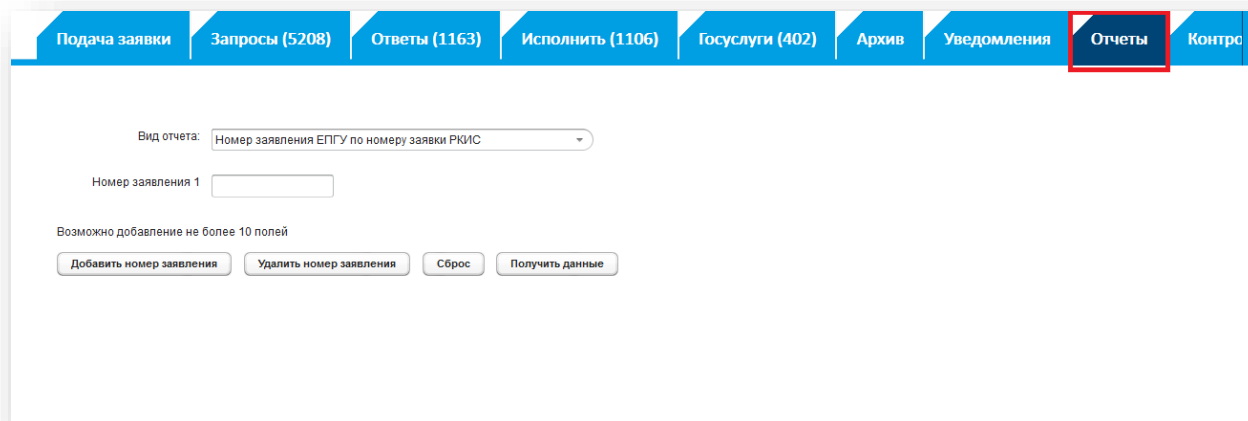 Подача заявки Запросы (5208) Ответы (1163) Исполнить (1106) Госуслуги (402) Архив Уведомления Отчеты Контро
Вид отчета: Номер заявления ЕПГУ по номеру заявки РКИС
Номер заявления 1
Возможно добавление не более 10 полей
Добавить номер заявления Удалить номер заявления Сброс Получить данные